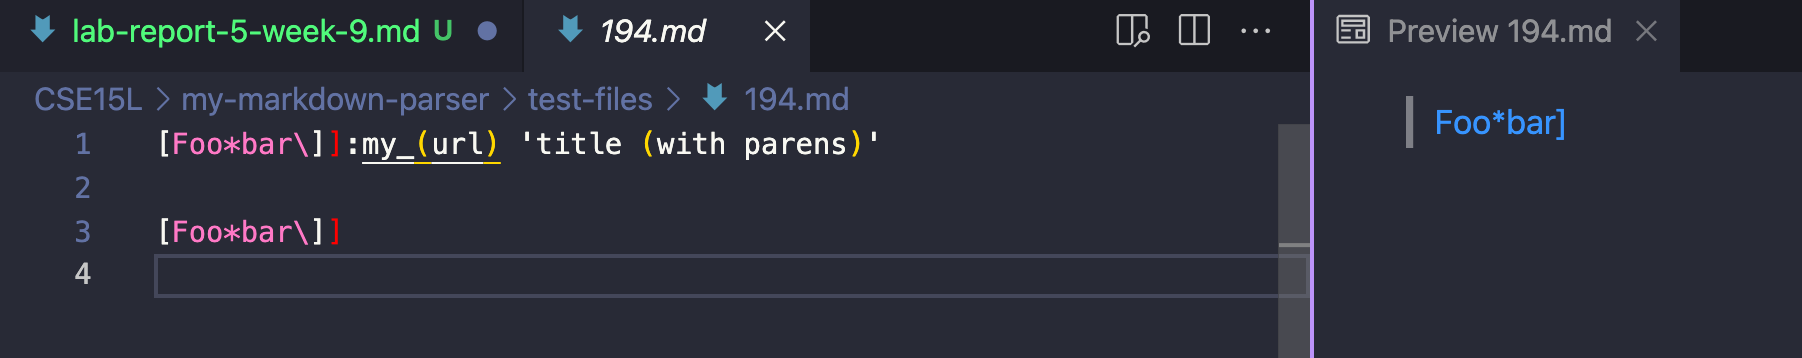 lab-report-5-week-9.md U 194.md Preview 194.md
CSE15L > my-markdown-parser > test-files > 194.md
1 [Foo*bar\]]:my_(url) 'title (with parens)'
Foo*bar]
2
3 [Foo*bar\]]
4